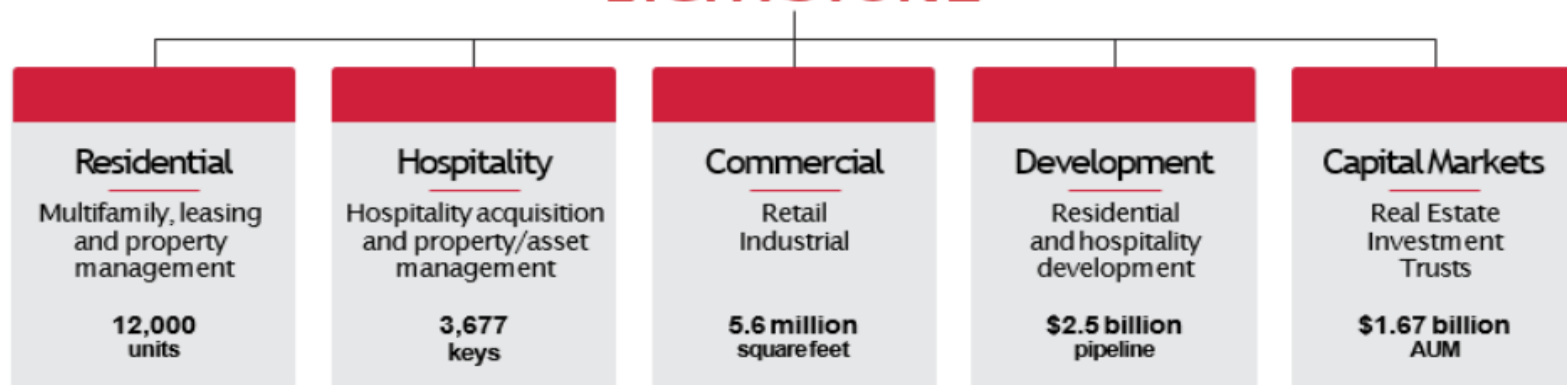 Residential
Multifamily, leasing
and property
management
12,000
units
Hospitality
Hospitality acquisition
and property/asset
management
3,677
keys
Commercial
Retail
Industrial
5.6 million
square feet
Development
Residential
and hospitality
development
$2.5 billion
pipeline
Capital Markets
Real Estate
Investment
Trusts
$1.67 billion
AUM